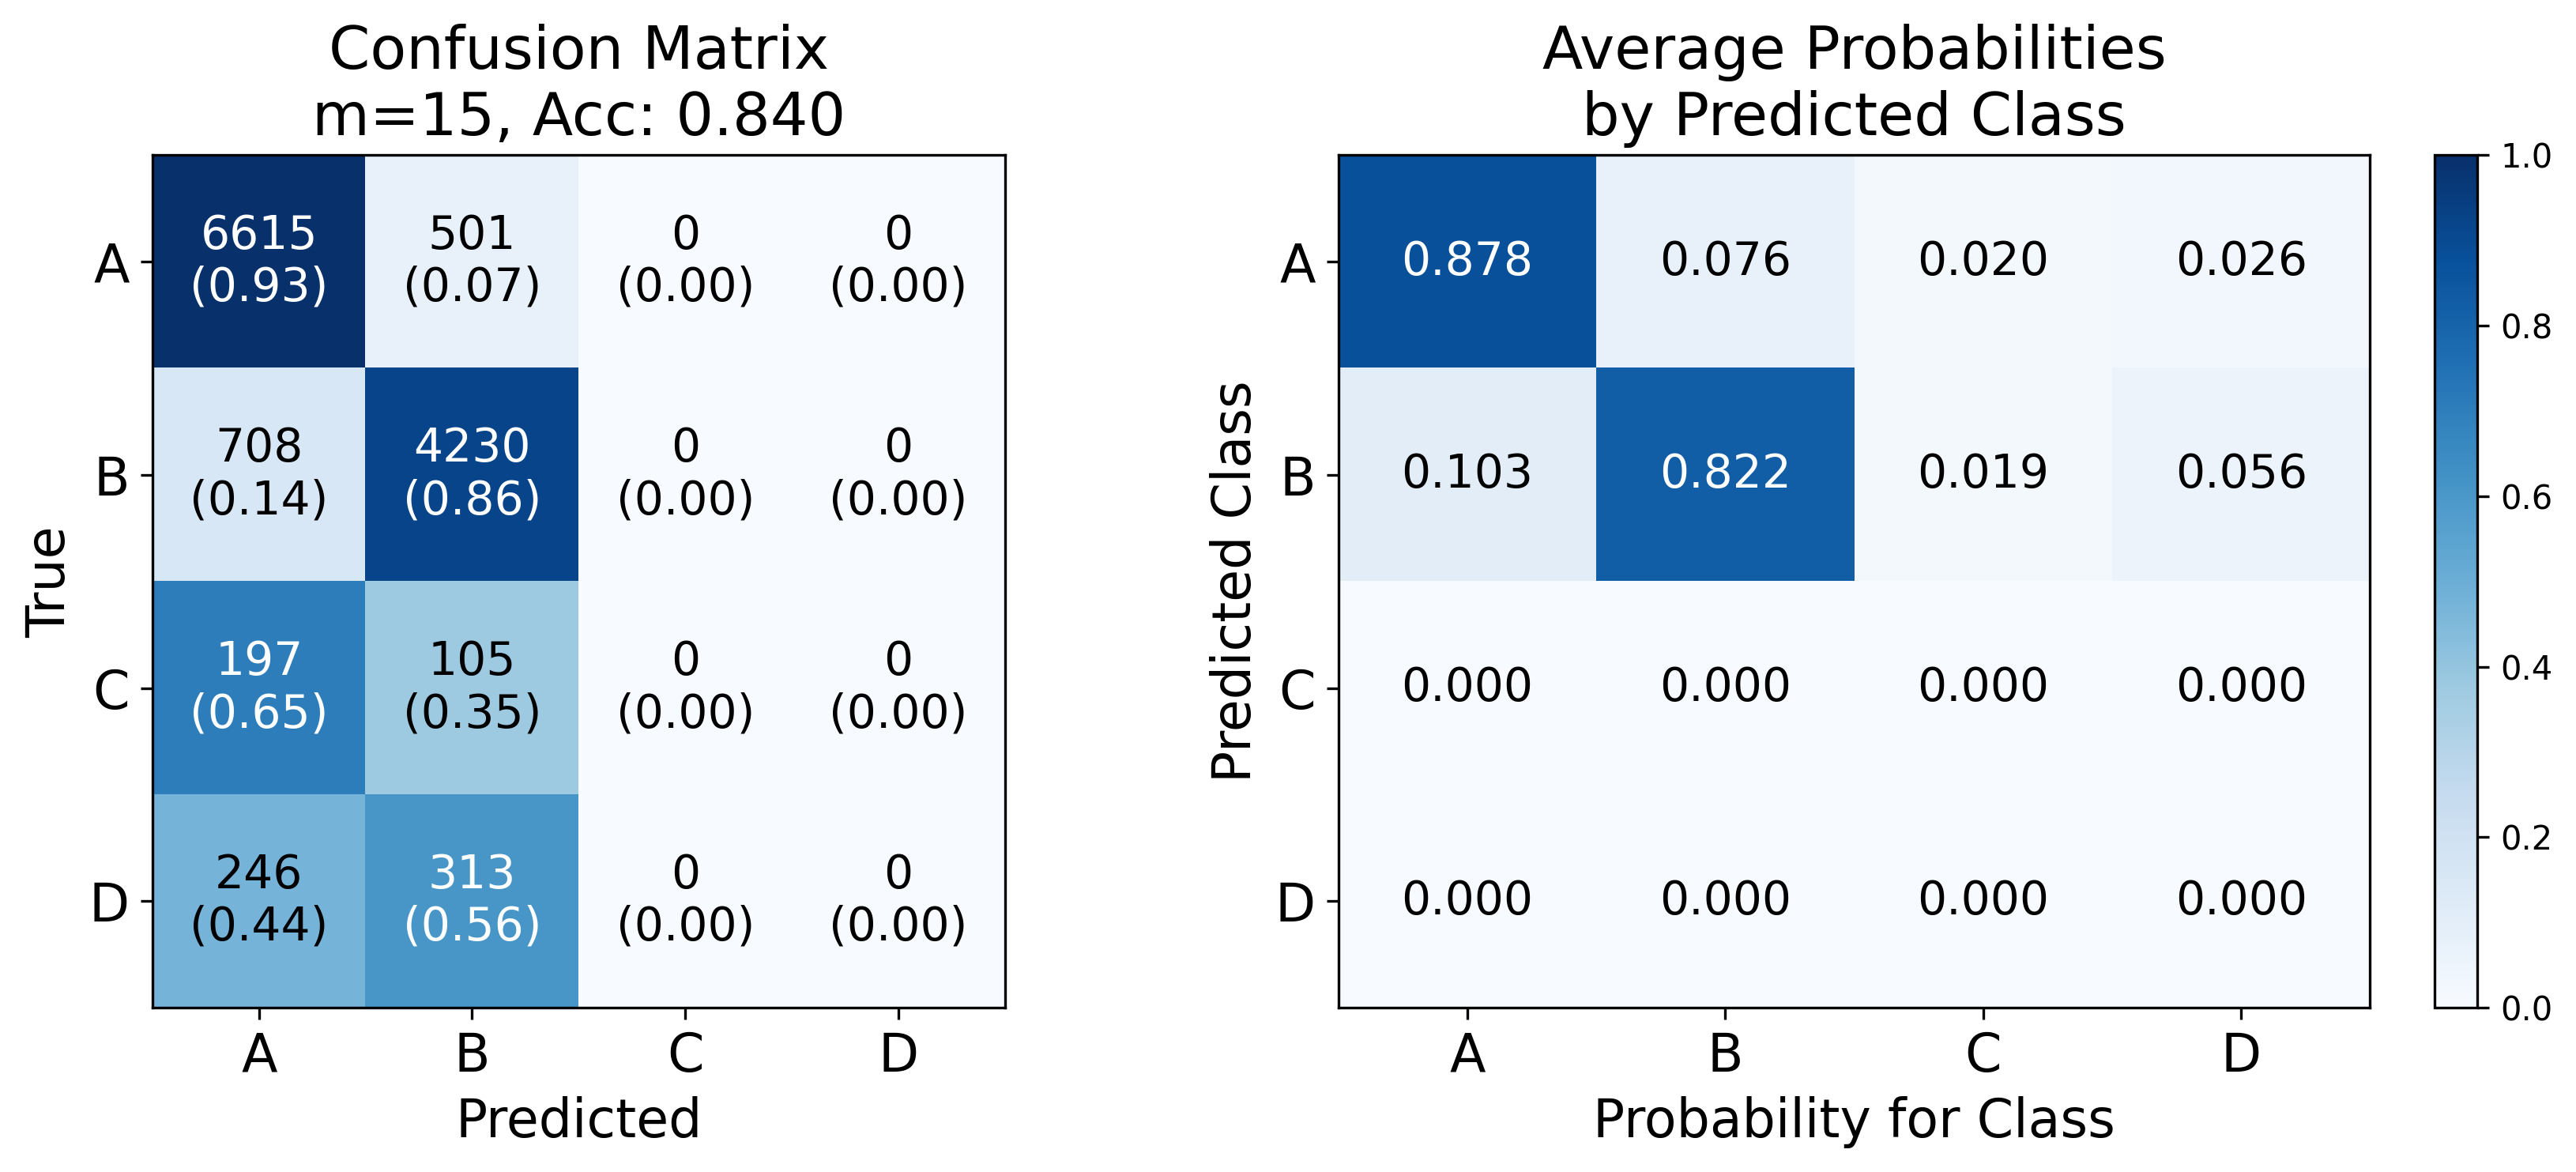 Confusion Matrix
m=15, Acc: 0.840
True
A
6615
(0.93)
501
(0.07)
0
(0.00)
0
(0.00)
B
708
(0.14)
4230
(0.86)
0
(0.00)
0
(0.00)
C
197
(0.65)
105
(0.35)
0
(0.00)
0
(0.00)
D
246
(0.44)
313
(0.56)
0
(0.00)
0
(0.00)
A B C D
Predicted
Average Probabilities
by Predicted Class
Predicted Class
A 0.878 0.076 0.020 0.026
B 0.103 0.822 0.019 0.056
C 0.000 0.000 0.000 0.000
D 0.000 0.000 0.000 0.000
A B C D
Probability for Class
1.0
0.8
0.6
0.4
0.2
0.0